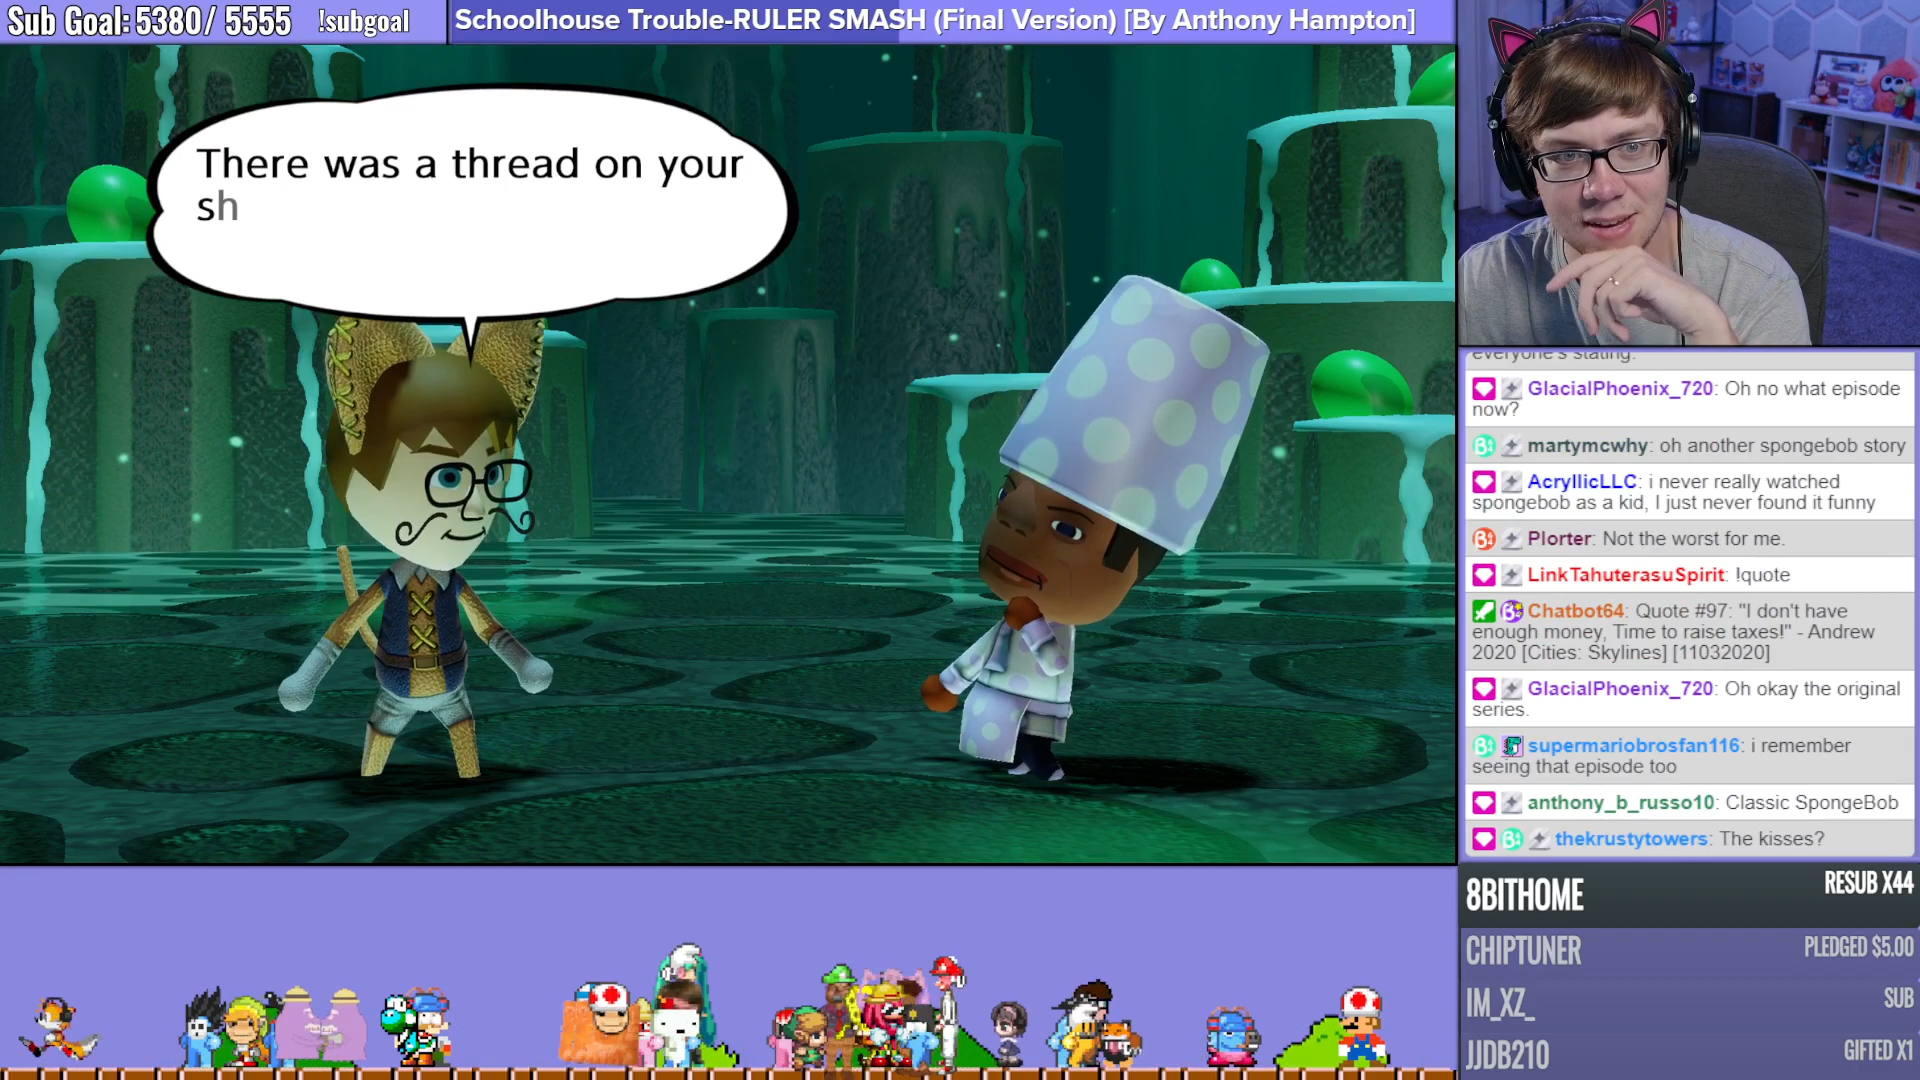 Sub Goal: 5380/ 5555 !subgoal
Schoolhouse Trouble-RULER SMASH (Final Version) [By Anthony Hampton]
There was a thread on your
sh
everyone's stating.
GlacialPhoenix_720: Oh no what episode
now?
martymcwhy: oh another spongebob story
AcryllicLLC: i never really watched
spongebob as a kid, I just never found it funny
Plorter: Not the worst for me.
LinkTahuterasuSpirit: !quote
Chatbot64: Quote #97: "I don't have
enough money, Time to raise taxes!" - Andrew
2020 [Cities: Skylines] [11032020]
GlacialPhoenix_720: Oh okay the original
series.
supermariobrosfan116: i remember
seeing that episode too
anthony_b_russo10: Classic SpongeBob
thekrustytowers: The kisses?
8BITHOME RESUB X44
CHIPTUNER PLEDGED $5.00
IM_XZ_ SUB
JJDB210 GIFTED X1